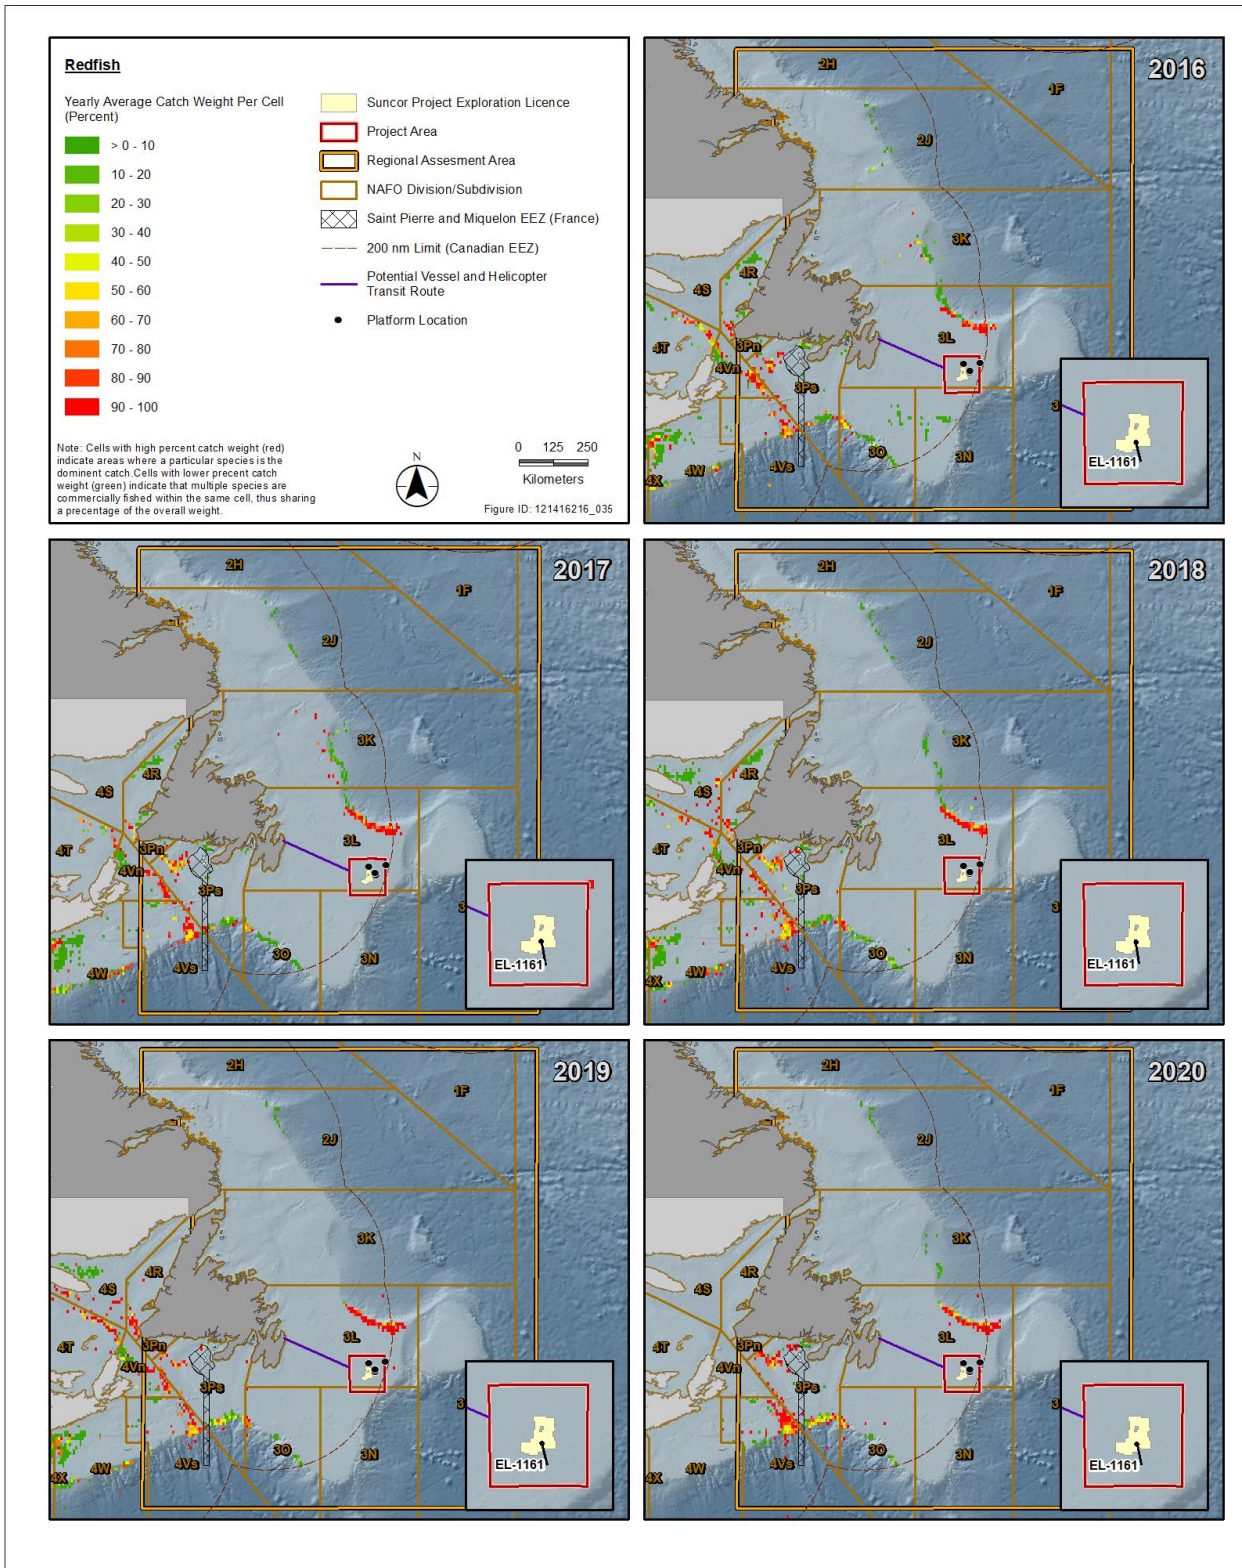 Redfish
Yearly Average Catch Weight Per Cell
(Percent)
> 0 - 10
10 - 20
20 - 30
30 - 40
40 - 50
50 - 60
60 - 70
70 - 80
80 - 90
90 - 100
Suncor Project Exploration Licence
Project Area
Regional Assesment Area
NAFO Division/Subdivision
Saint Pierre and Miquelon EEZ (France)
200 nm Limit (Canadian EEZ)
Potential Vessel and Helicopter
Transit Route
Platform Location
Note: Cells with high percent catch weight (red)
indicate areas where a particular species is the
dominant catch.Cells with lower precent catch
weight (green) indicate that multiple species are
commercially fished within the same cell, thus sharing
a precentage of the overall weight.
N
0 125 250
Kilometers
Figure ID: 121416216_035
2016
2H
1F
2J
3K
4R
4S
3L
4T
3Pn
4Vn
3Ps
3O
3N
4Vs
4W
4X
3
EL-1161
2017
2H
1F
2J
3K
4R
4S
3L
4T
3Pn
4Vn
3Ps
3O
3N
4Vs
4W
4X
3
EL-1161
2018
2H
1F
2J
3K
4R
4S
3L
4T
3Pn
4Vn
3Ps
3O
3N
4Vs
4W
4X
3
EL-1161
2019
2H
1F
2J
3K
4R
4S
3L
4T
3Pn
4Vn
3Ps
3O
3N
4Vs
4W
4X
3
EL-1161
2020
2H
1F
2J
3K
4R
4S
3L
4T
3Pn
4Vn
3Ps
3O
3N
4Vs
4W
4X
3
EL-1161